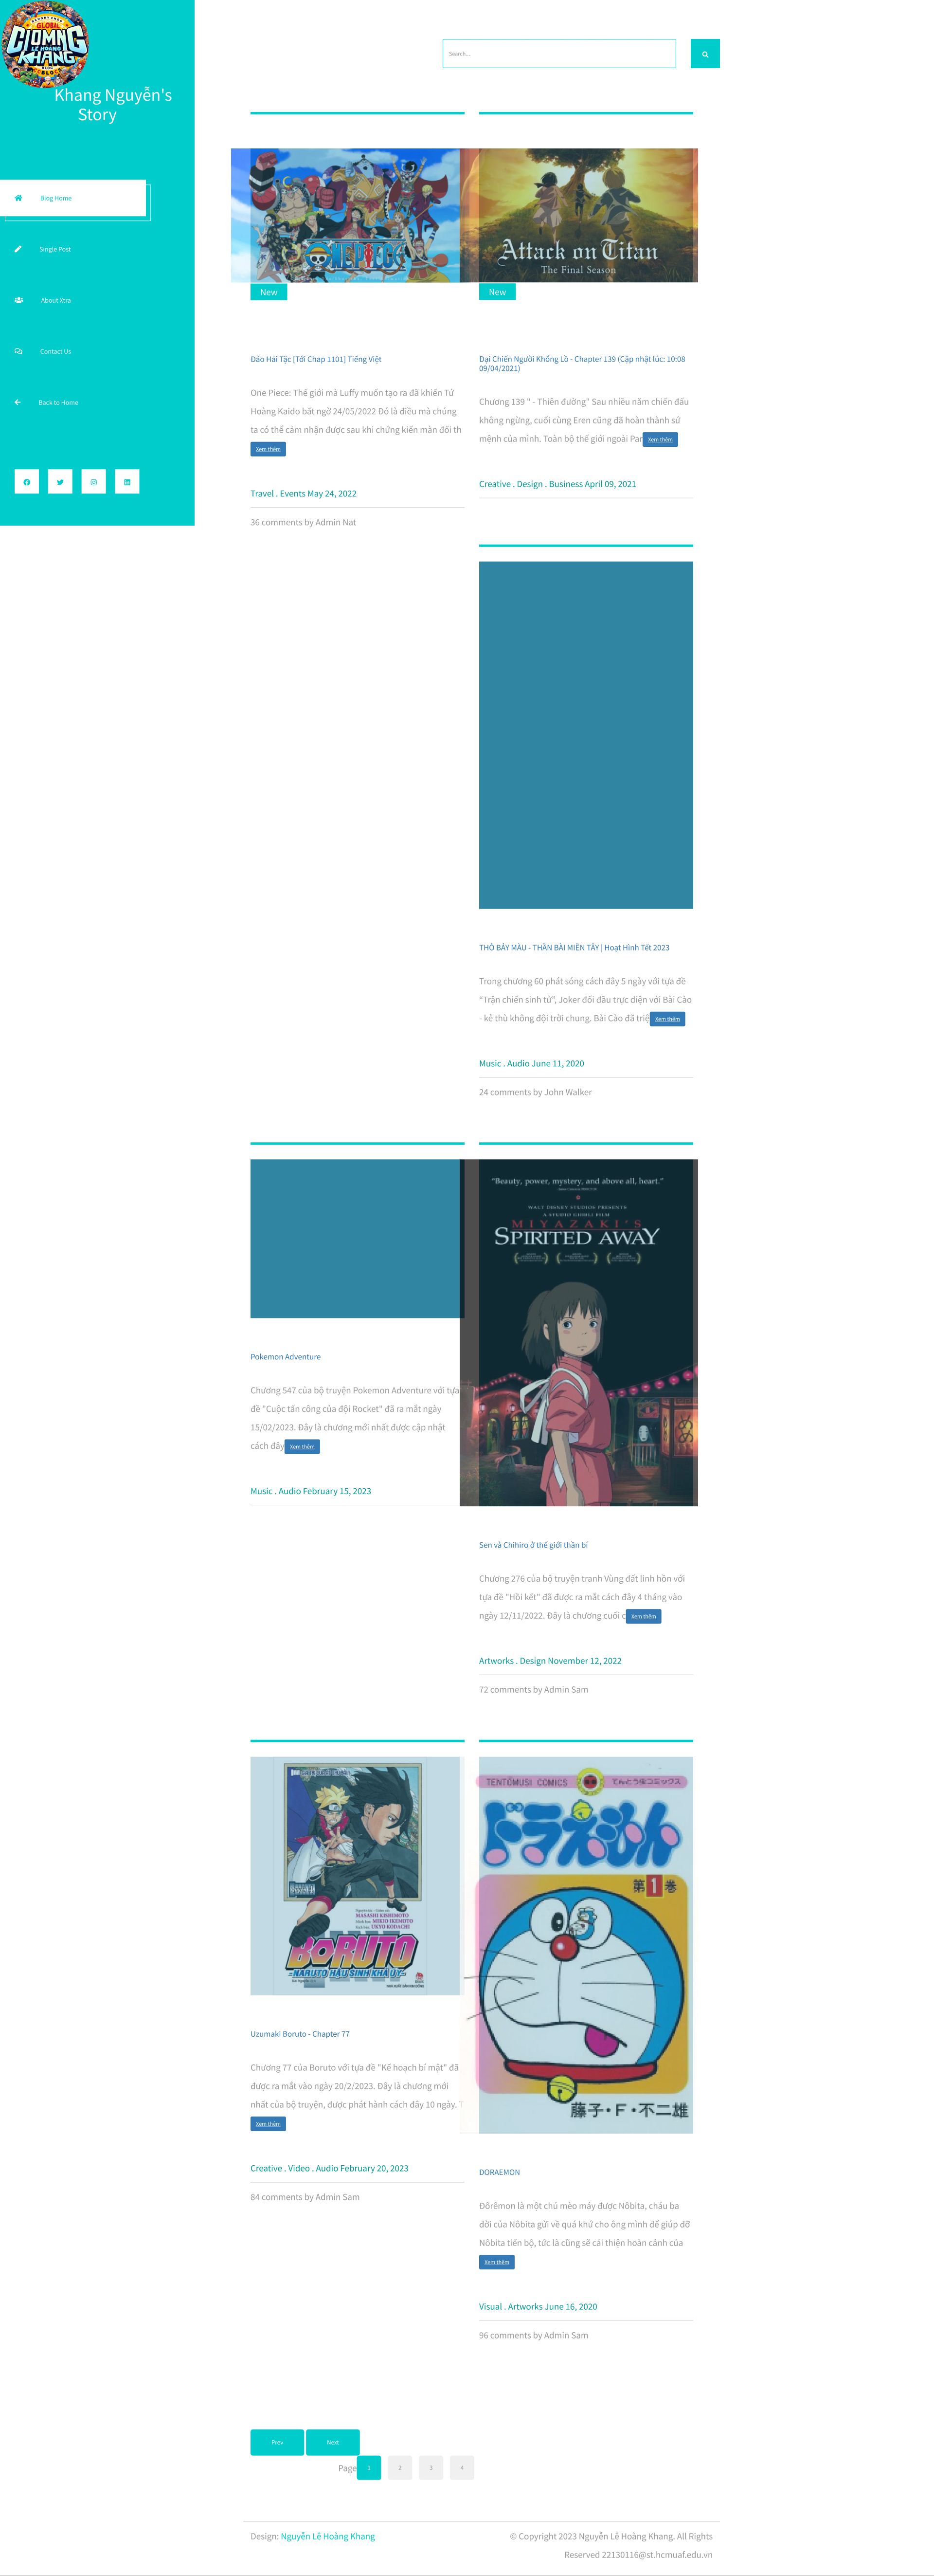 GLOBAL
LE HOANG
KHANG
BLOG
Khang Nguyễn's
Story
Search...
Blog Home
Single Post
About Xtra
Contact Us
Back to Home
ONE PIECE
New
Đảo Hải Tặc [Tới Chap 1101] Tiếng Việt
One Piece: Thế giới mà Luffy muốn tạo ra đã khiến Tứ
Hoàng Kaido bất ngờ 24/05/2022 Đó là điều mà chúng
ta có thể cảm nhận được sau khi chứng kiến màn đối th
Xem thêm
Travel . Events May 24, 2022
36 comments by Admin Nat
Attack on Titan
The Final Season
New
Đại Chiến Người Khổng Lồ - Chapter 139 (Cập nhật lúc: 10:08
09/04/2021)
Chương 139 " - Thiên đường" Sau nhiều năm chiến đấu
không ngừng, cuối cùng Eren cũng đã hoàn thành sứ
mệnh của mình. Toàn bộ thế giới ngoài Par
Xem thêm
Creative . Design . Business April 09, 2021
THỎ BẢY MÀU - THẦN BÀI MIỀN TÂY | Hoạt Hình Tết 2023
Trong chương 60 phát sóng cách đây 5 ngày với tựa đề
“Trận chiến sinh tử”, Joker đối đầu trực diện với Bài Cào
- kẻ thù không đội trời chung. Bài Cào đã triệ
Xem thêm
Music . Audio June 11, 2020
24 comments by John Walker
Pokemon Adventure
Chương 547 của bộ truyện Pokemon Adventure với tựa
đề "Cuộc tấn công của đội Rocket" đã ra mắt ngày
15/02/2023. Đây là chương mới nhất được cập nhật
cách đây
Xem thêm
Music . Audio February 15, 2023
“Beauty, power, mystery, and above all, heart.”
WALT DISNEY STUDIOS PRESENTS
A STUDIO GHIBLI FILM
MIYAZAKI'S
SPIRITED AWAY
Sen và Chihiro ở thế giới thần bí
Chương 276 của bộ truyện tranh Vùng đất linh hồn với
tựa đề "Hồi kết" đã được ra mắt cách đây 4 tháng vào
ngày 12/11/2022. Đây là chương cuối c
Xem thêm
Artworks . Design November 12, 2022
72 comments by Admin Sam
MASASHI KISHIMOTO
MIKIO IKEMOTO
UKYO KODACHI
BORUTO
NARUTO HẬU SINH KHẢ ÚY
Uzumaki Boruto - Chapter 77
Chương 77 của Boruto với tựa đề "Kế hoạch bí mật" đã
được ra mắt vào ngày 20/2/2023. Đây là chương mới
nhất của bộ truyện, được phát hành cách đây 10 ngày. T
Xem thêm
Creative . Video . Audio February 20, 2023
84 comments by Admin Sam
TENTOMUSI COMICS
てんとう虫コミックス
ドラえもん
第1巻
藤子・F・不二雄
DORAEMON
Đôrêmon là một chú mèo máy được Nôbita, cháu ba
đời của Nôbita gửi về quá khứ cho ông mình để giúp đỡ
Nôbita tiến bộ, tức là cũng sẽ cải thiện hoàn cảnh của
Xem thêm
Visual . Artworks June 16, 2020
96 comments by Admin Sam
Prev
Next
Page 1 2 3 4
Design: Nguyễn Lê Hoàng Khang
© Copyright 2023 Nguyễn Lê Hoàng Khang. All Rights
Reserved 22130116@st.hcmuaf.edu.vn